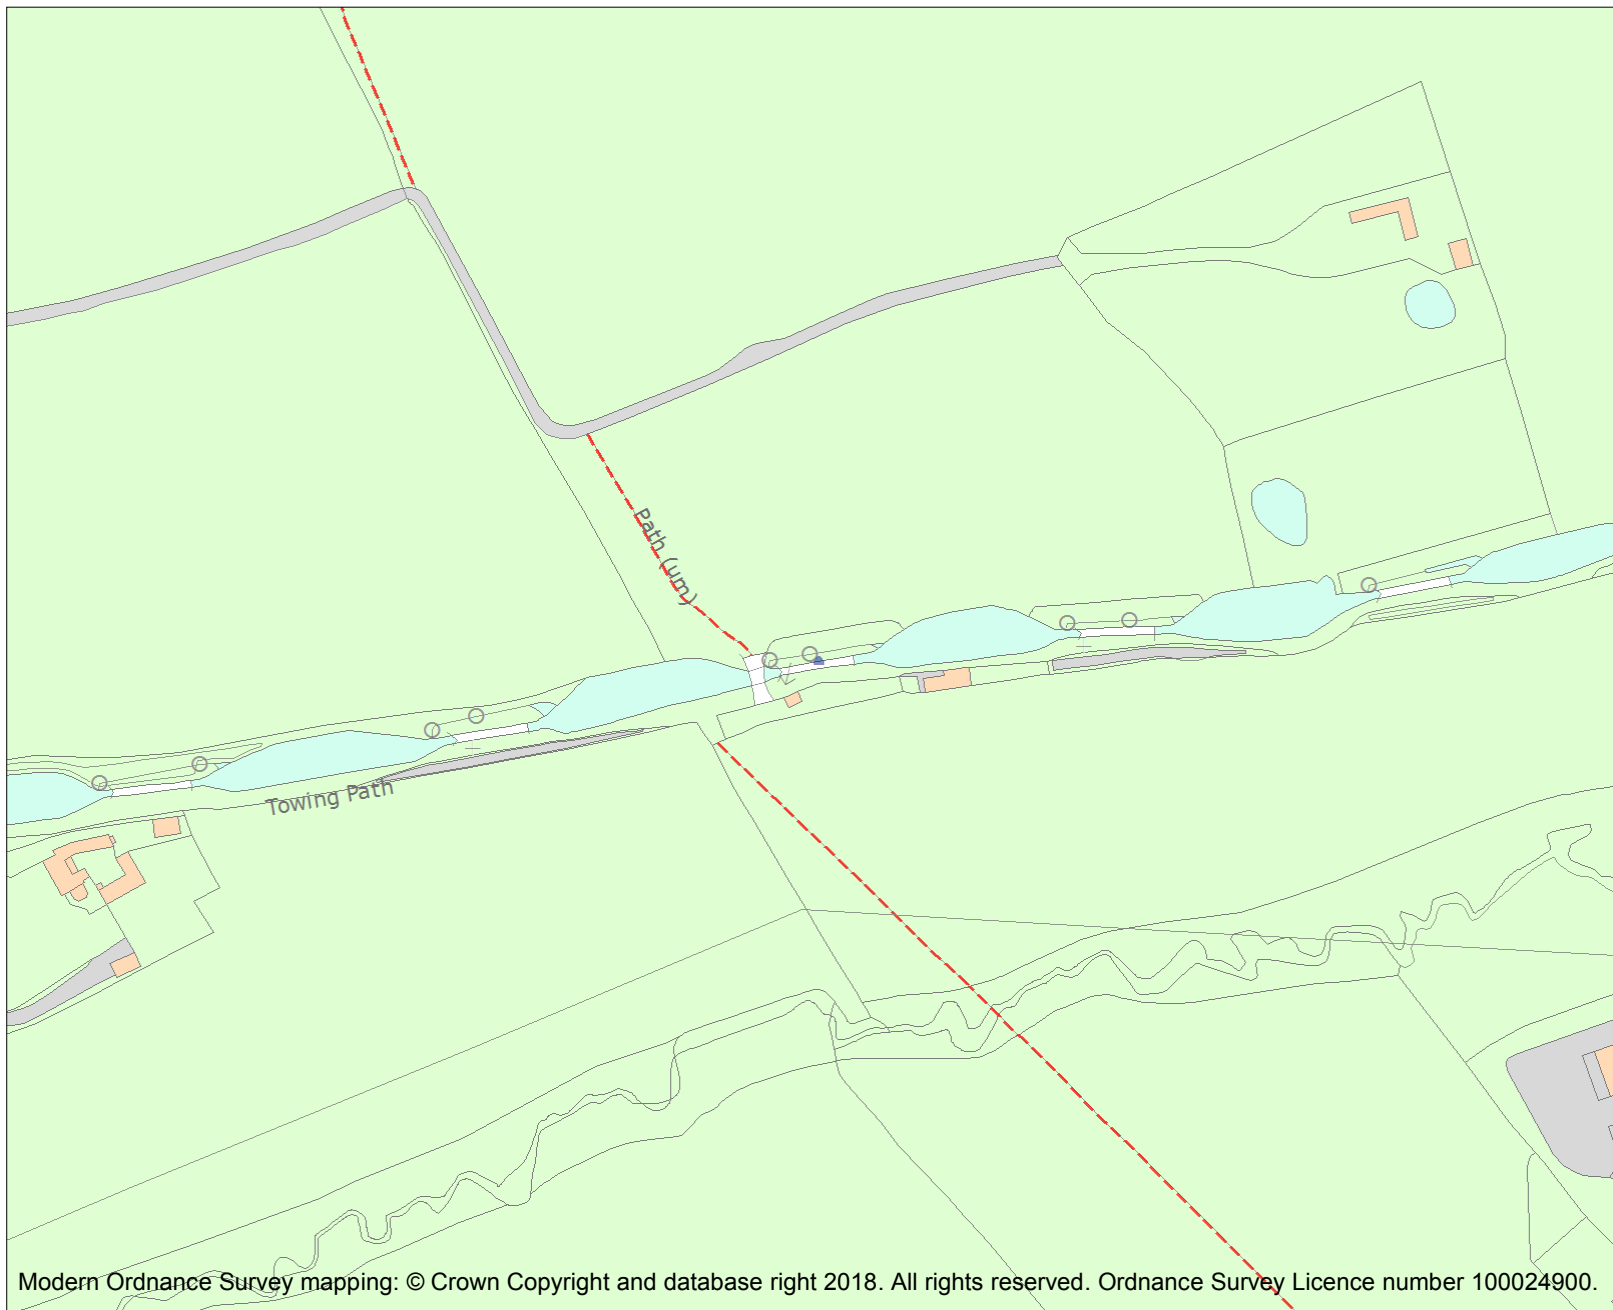 Path (um)
Towing Path
Modern Ordnance Survey mapping: © Crown Copyright and database right 2018. All rights reserved. Ordnance Survey Licence number 100024900.